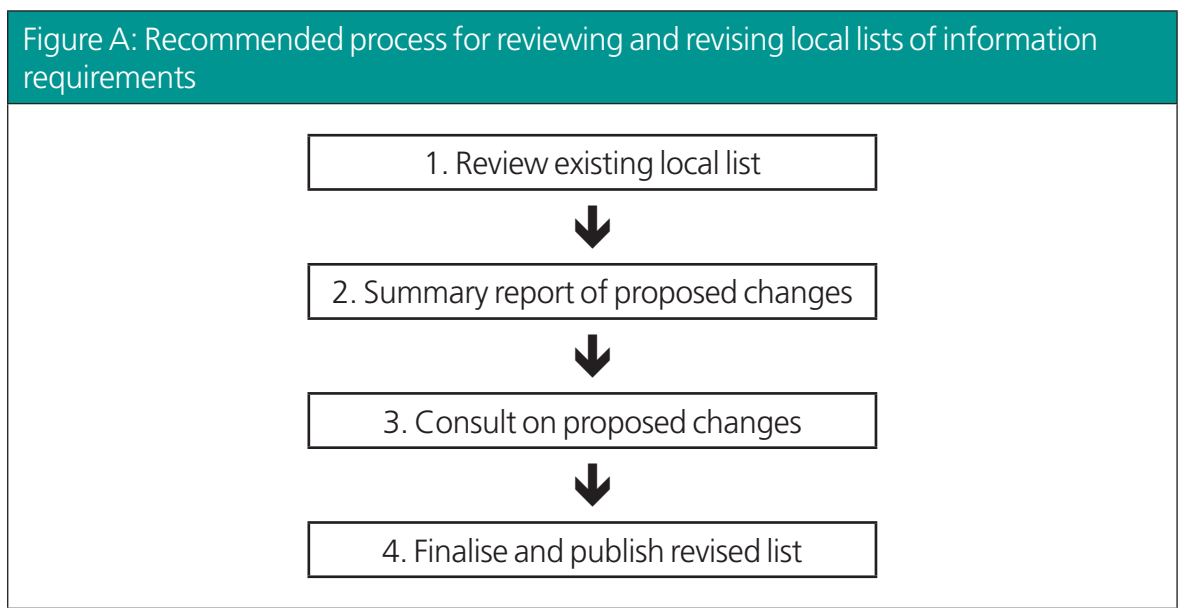 Figure A: Recommended process for reviewing and revising local lists of information
requirements
1. Review existing local list
2. Summary report of proposed changes
3. Consult on proposed changes
4. Finalise and publish revised list